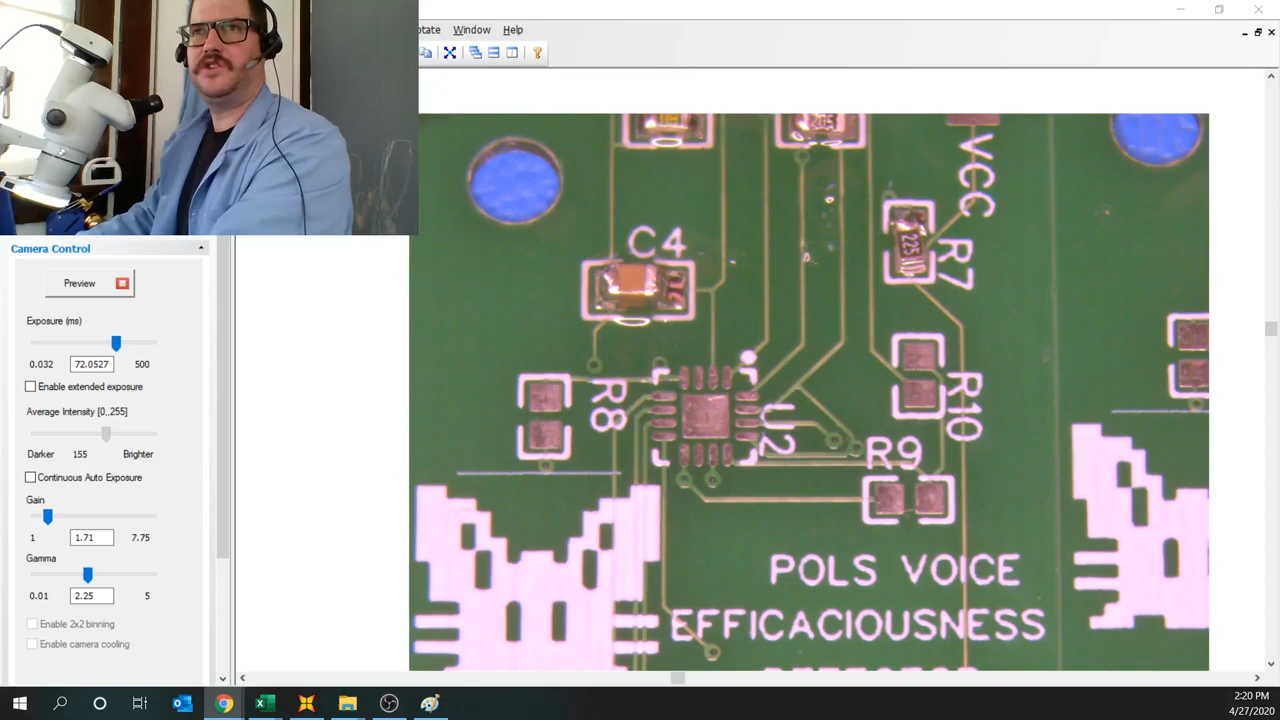 otate Window Help
Camera Control
Preview
Exposure (ms)
0.032 72.0527 500
Enable extended exposure
Average Intensity [0,,255]
Darker 155 Brighter
Continuous Auto Exposure
Gain
1 1.71 7.75
Gamma
0.01 2.25 5
Enable 2x2 binning
Enable camera cooling
VCC
C4
225
R7
R8
U2
R10
R9
POLS VOICE
EFFICACIOUSNESS
2:20 PM
4/27/2020